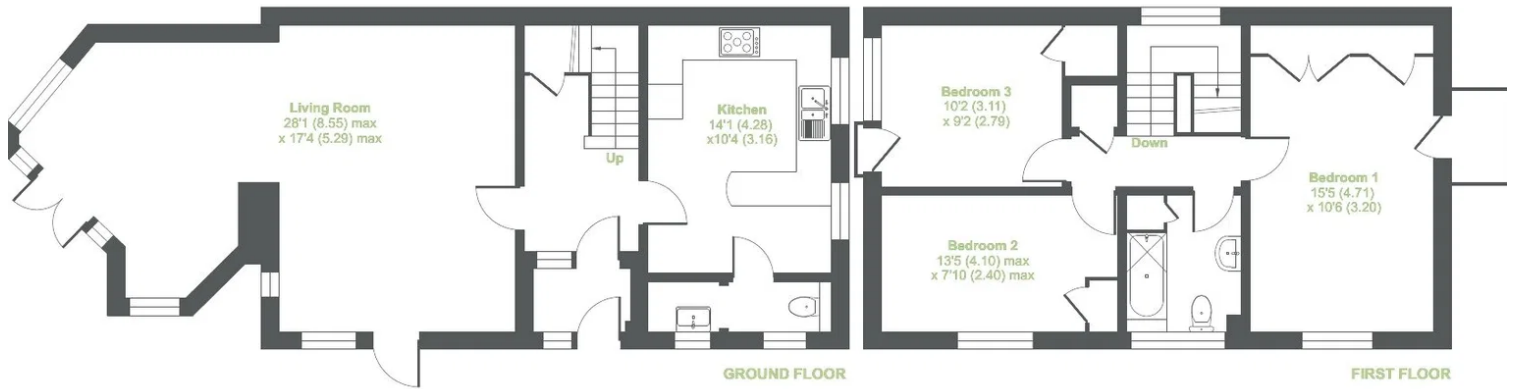 Living Room
28'1 (8.55) max
x 17'4 (5.29) max
Up
Kitchen
14'1 (4.28)
x10'4 (3.16)
GROUND FLOOR
Bedroom 3
10'2 (3.11)
x 9'2 (2.79)
Down
Bedroom 1
15'5 (4.71)
x 10'6 (3.20)
Bedroom 2
13'5 (4.10) max
x 7'10 (2.40) max
FIRST FLOOR